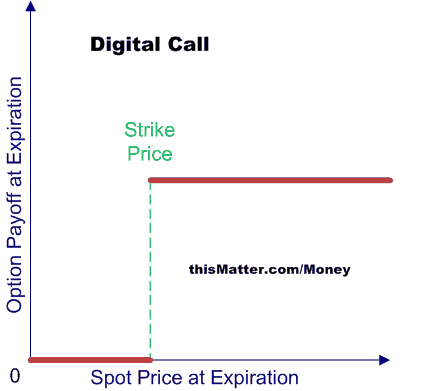 Digital Call
Option Payoff at Expiration
Strike
Price
thisMatter.com/Money
0
Spot Price at Expiration